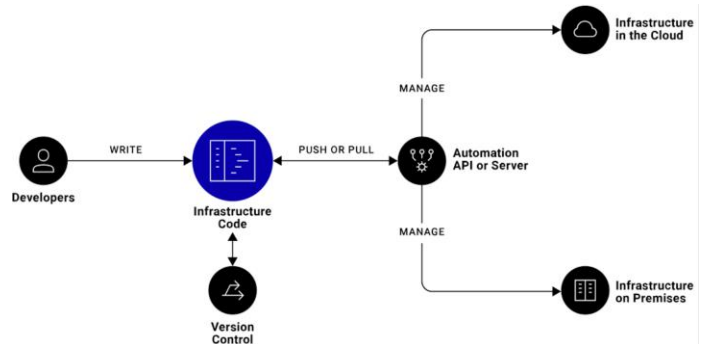 Infrastructure
in the Cloud
MANAGE
WRITE
PUSH OR PULL
Automation
API or Server
Developers
Infrastructure
Code
MANAGE
Infrastructure
on Premises
Version
Control